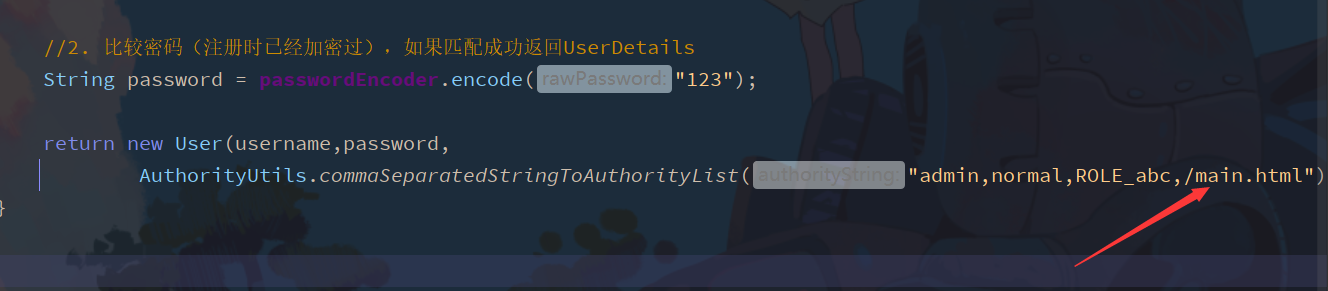 //2. 比较密码（注册时已经加密过），如果匹配成功返回UserDetails
String password = passwordEncoder.encode( rawPassword: "123");
return new User(username,password,
AuthorityUtils.commaSeparatedStringToAuthorityList( authorityString: "admin,normal,ROLE_abc,/main.html")
}